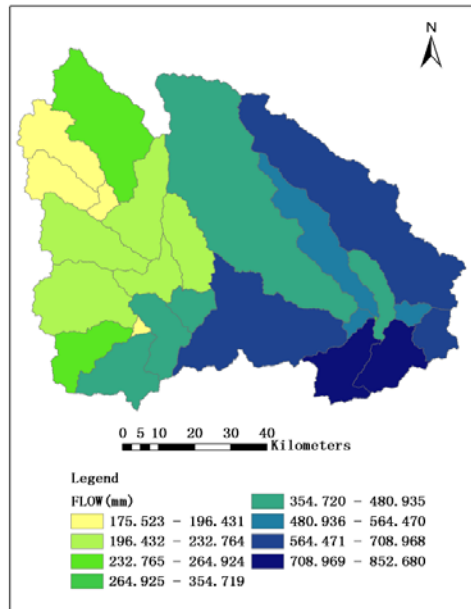 N
0 5 10 20 30 40
Kilometers
Legend
FLOW(mm)
175.523 - 196.431
196.432 - 232.764
232.765 - 264.924
264.925 - 354.719
354.720 - 480.935
480.936 - 564.470
564.471 - 708.968
708.969 - 852.680